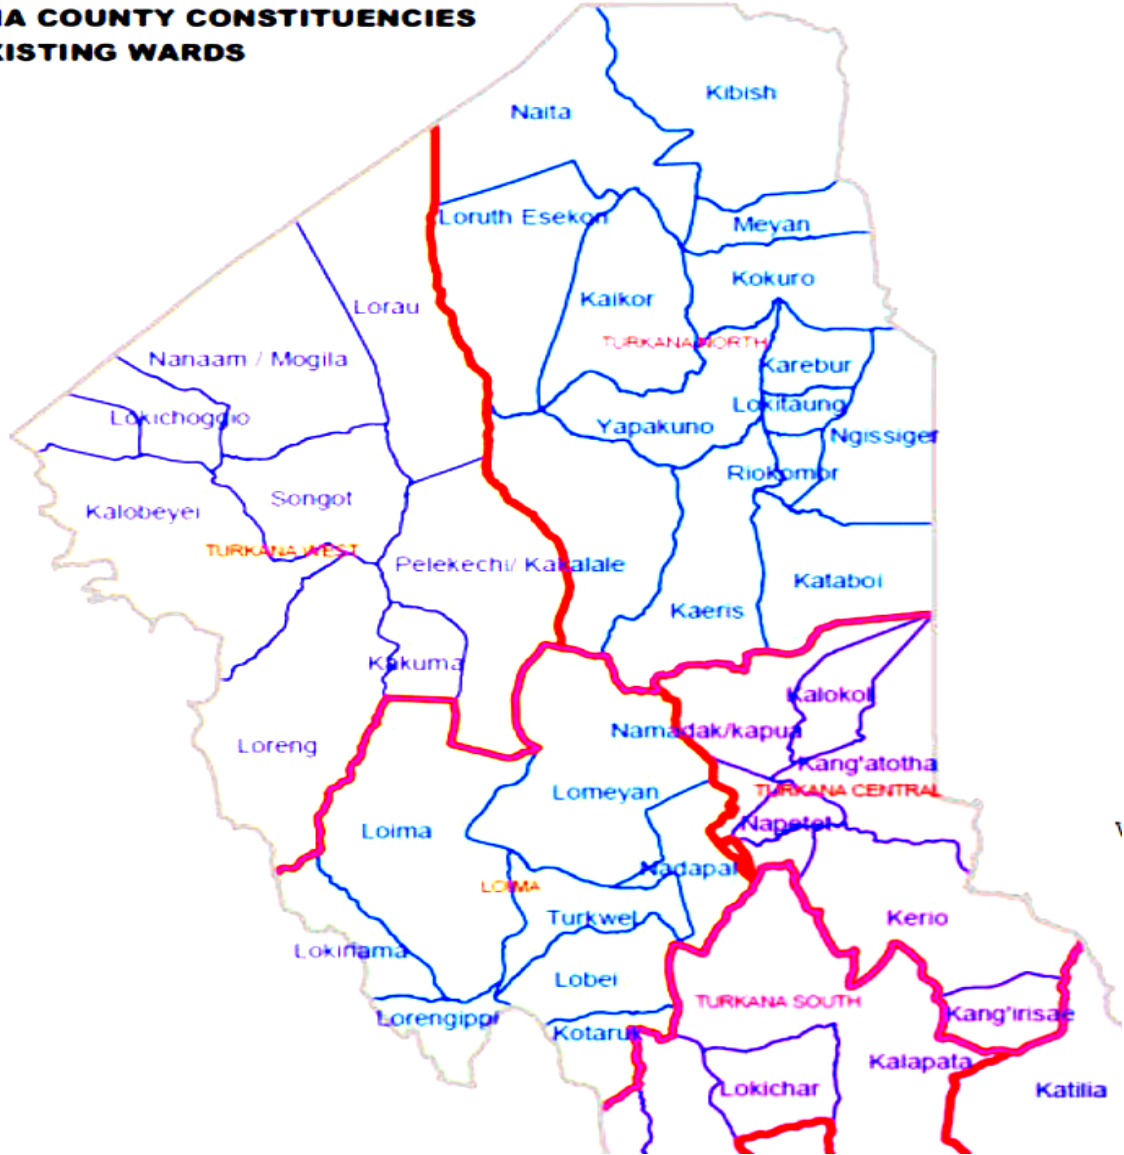 IA COUNTY CONSTITUENCIES
XISTING WARDS
Kibish
Naita
Loruth Esekon
Meyan
Kokuro
Kaikor
Lorau
TURKANA NORTH
Nanaam / Mogila
Karebur
Lokitaung
Lokichoggio
Yapakuno
Ngissiger
Riokomor
Songot
Kalobeyei
TURKANA WEST
Pelekechi/ Kakalale
Kataboi
Kaeris
Kakuma
Kalokol
Namadak/kapua
Loreng
Kang'atotha
Lomeyan
TURKANA CENTRAL
Napetet
Loima
Nadapal
LOIMA
Turkwel
Kerio
Lokiriama
Lobei
TURKANA SOUTH
Kang'irisae
Lorengippi
Kotaruk
Kalapata
Lokichar
Katilia